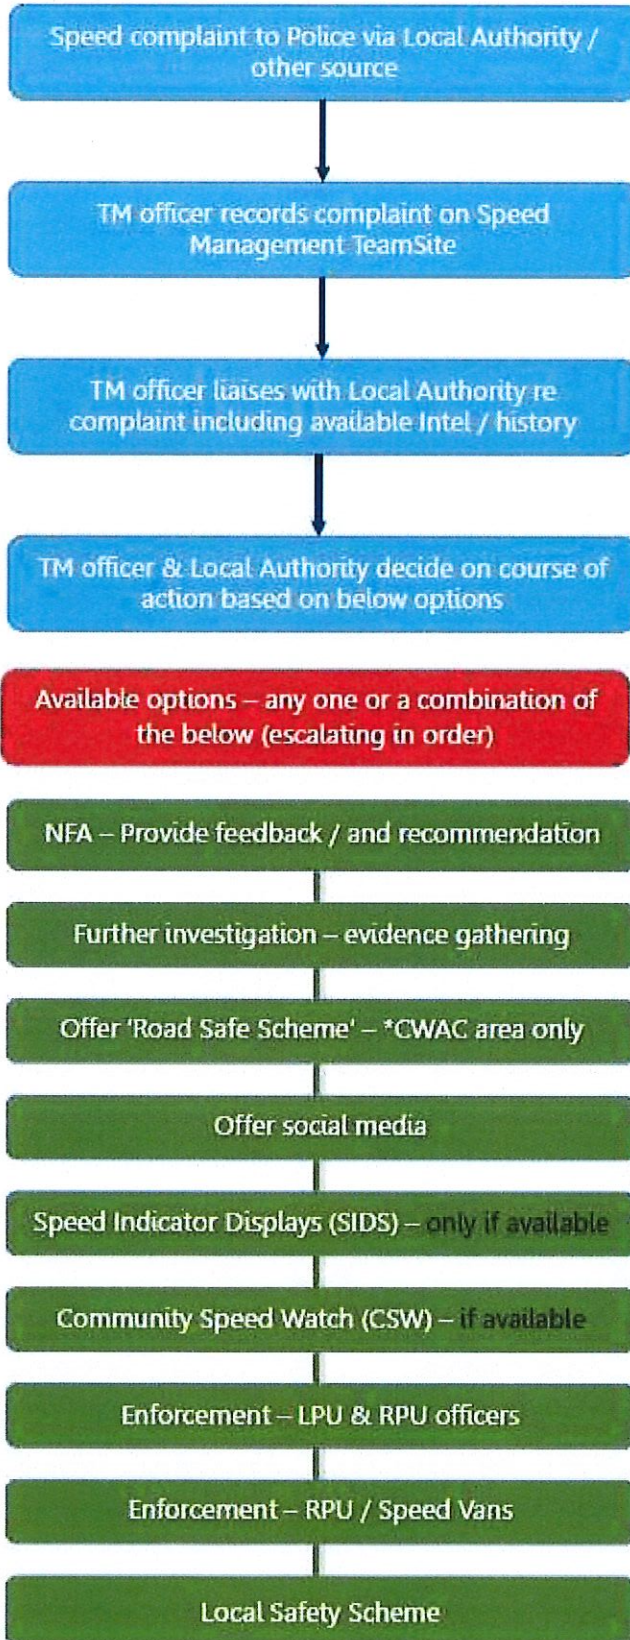 Speed complaint to Police via Local Authority /
other source
TM officer records complaint on Speed
Management TeamSite
TM officer liaises with Local Authority re
complaint including available Intel / history
TM officer & Local Authority decide on course of
action based on below options
Available options – any one or a combination of
the below (escalating in order)
NFA – Provide feedback / and recommendation
Further investigation – evidence gathering
Offer 'Road Safe Scheme' – *CWAC area only
Offer social media
Speed Indicator Displays (SIDS) – only if available
Community Speed Watch (CSW) – if available
Enforcement – LPU & RPU officers
Enforcement – RPU / Speed Vans
Local Safety Scheme